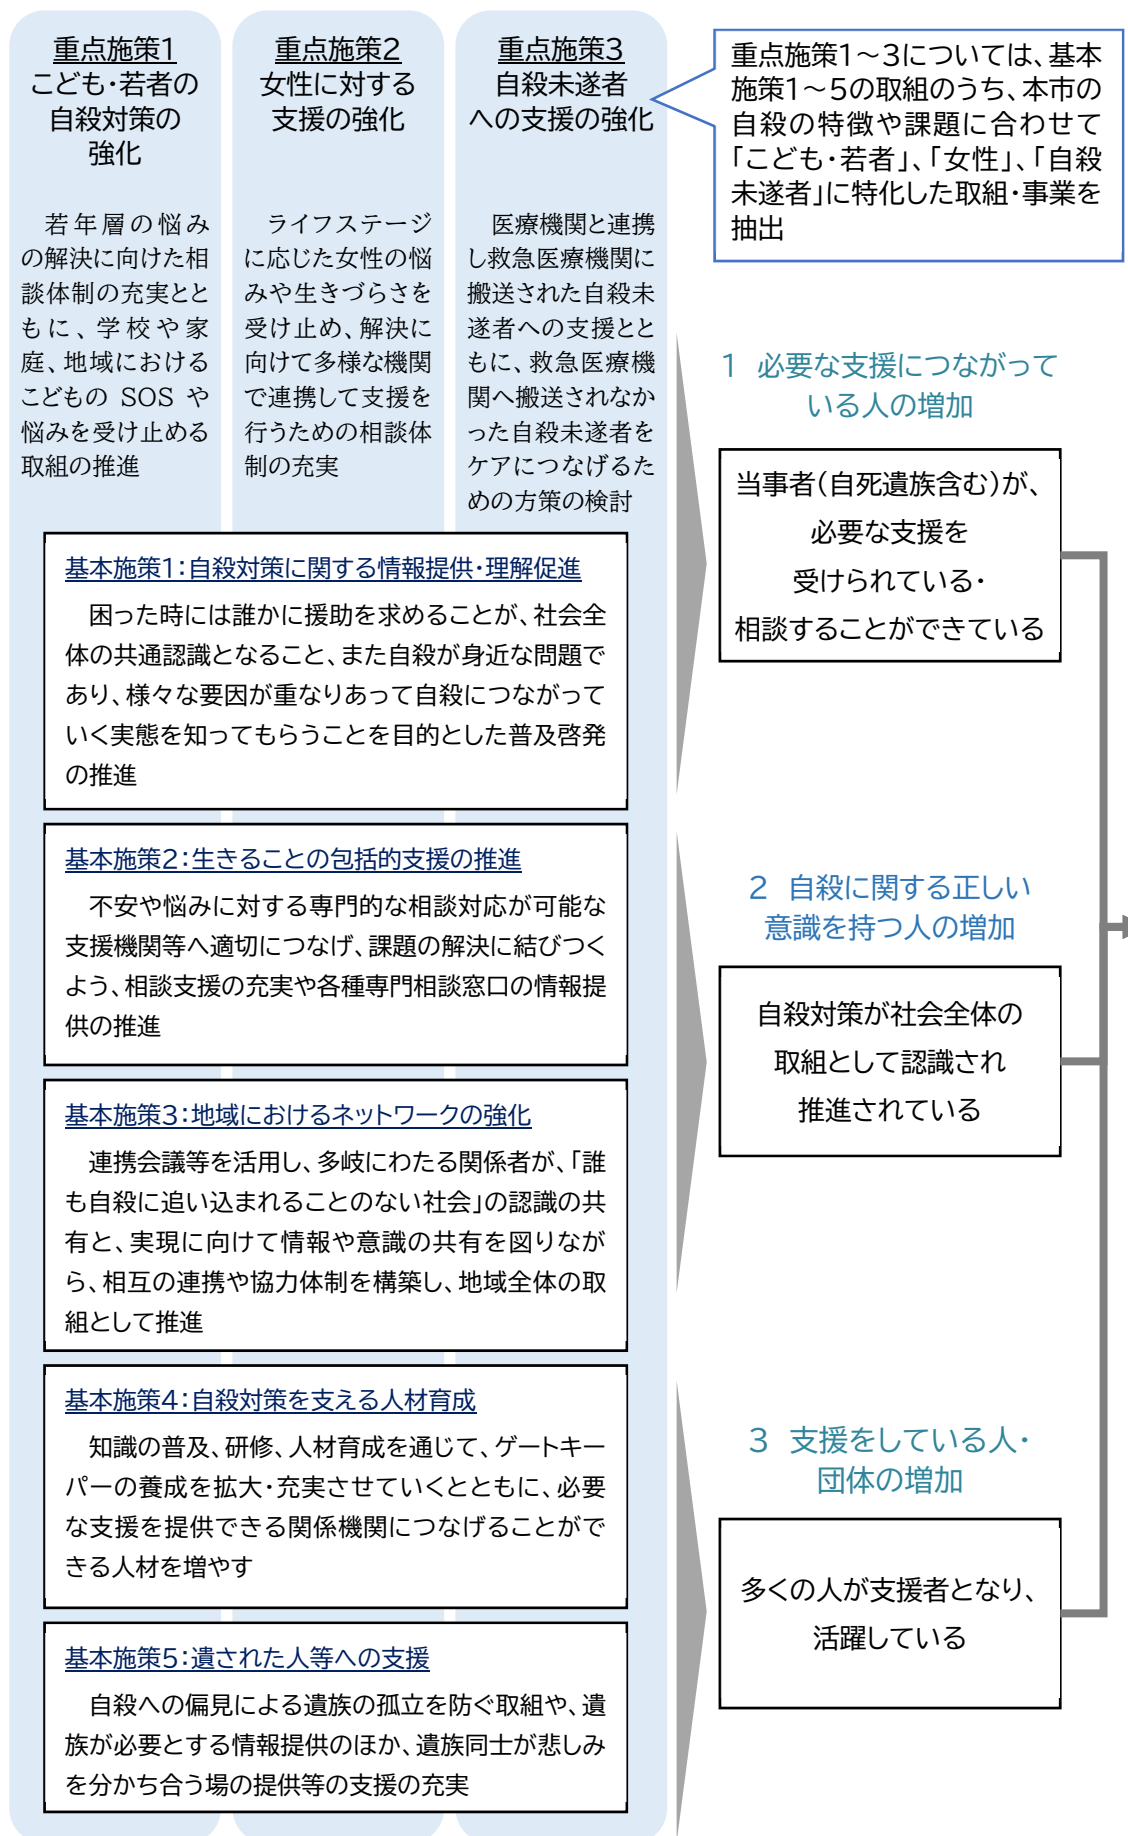 重点施策1
こども・若者の
自殺対策の
強化
若年層の悩み
の解決に向けた相
談体制の充実とと
もに、学校や家
庭、地域における
こどもの SOS や
悩みを受け止める
取組の推進
重点施策2
女性に対する
支援の強化
ライフステージ
に応じた女性の悩
みや生きづらさを
受け止め、解決に
向けて多様な機関
で連携して支援を
行うための相談体
制の充実
重点施策3
自殺未遂者
への支援の強化
医療機関と連携
し救急医療機関に
搬送された自殺未
遂者への支援とと
もに、救急医療機
関へ搬送されなか
った自殺未遂者を
ケアにつなげるた
めの方策の検討
重点施策1～3については、基本
施策1～5の取組のうち、本市の
自殺の特徴や課題に合わせて
「こども・若者」、「女性」、「自殺
未遂者」に特化した取組・事業を
抽出
基本施策1：自殺対策に関する情報提供・理解促進
困った時には誰かに援助を求めることが、社会全
体の共通認識となること、また自殺が身近な問題で
あり、様々な要因が重なりあって自殺につながって
いく実態を知ってもらうことを目的とした普及啓発
の推進
基本施策2：生きることの包括的支援の推進
不安や悩みに対する専門的な相談対応が可能な
支援機関等へ適切につなげ、課題の解決に結びつく
よう、相談支援の充実や各種専門相談窓口の情報提
供の推進
基本施策3：地域におけるネットワークの強化
連携会議等を活用し、多岐にわたる関係者が、「誰
も自殺に追い込まれることのない社会」の認識の共
有と、実現に向けて情報や意識の共有を図りなが
ら、相互の連携や協力体制を構築し、地域全体の取
組として推進
基本施策4：自殺対策を支える人材育成
知識の普及、研修、人材育成を通じて、ゲートキー
パーの養成を拡大・充実させていくとともに、必要
な支援を提供できる関係機関につなげることがで
きる人材を増やす
基本施策5：遺された人等への支援
自殺への偏見による遺族の孤立を防ぐ取組や、遺
族が必要とする情報提供のほか、遺族同士が悲しみ
を分かち合う場の提供等の支援の充実
1 必要な支援につながって
いる人の増加
当事者（自死遺族含む）が、
必要な支援を
受けられている・
相談することができている
2 自殺に関する正しい
意識を持つ人の増加
自殺対策が社会全体の
取組として認識され
推進されている
3 支援をしている人・
団体の増加
多くの人が支援者となり、
活躍している